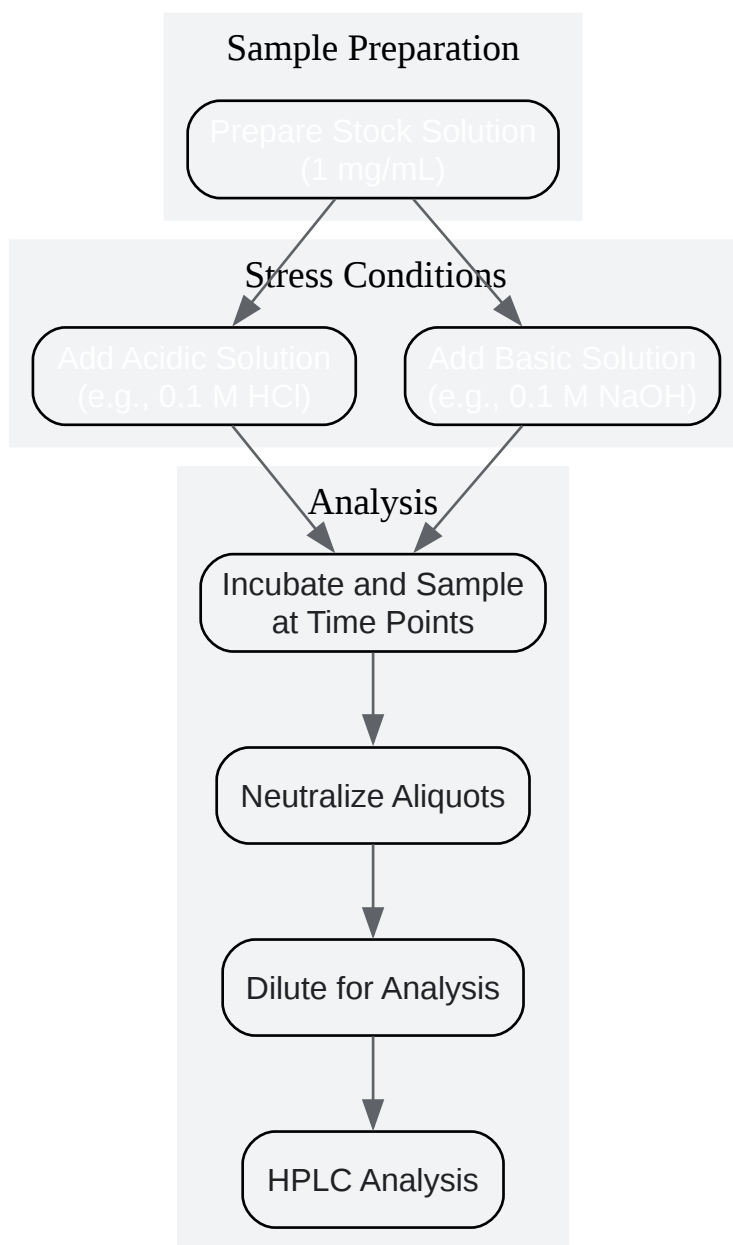 Sample Preparation
Prepare Stock Solution
(1 mg/mL)
Stress Conditions
Add Acidic Solution
(e.g., 0.1 M HCl)
Add Basic Solution
(e.g., 0.1 M NaOH)
Analysis
Incubate and Sample
at Time Points
Neutralize Aliquots
Dilute for Analysis
HPLC Analysis